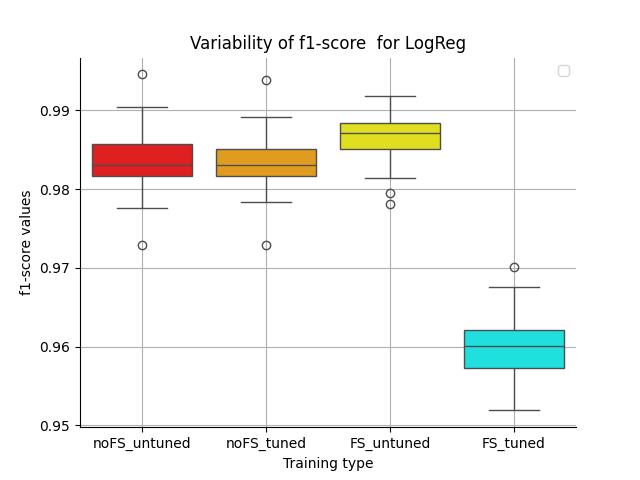 Variability of f1-score  for LogReg
f1-score values
0.99
0.98
0.97
0.96
0.95
noFS_untuned
noFS_tuned
FS_untuned
FS_tuned
Training type